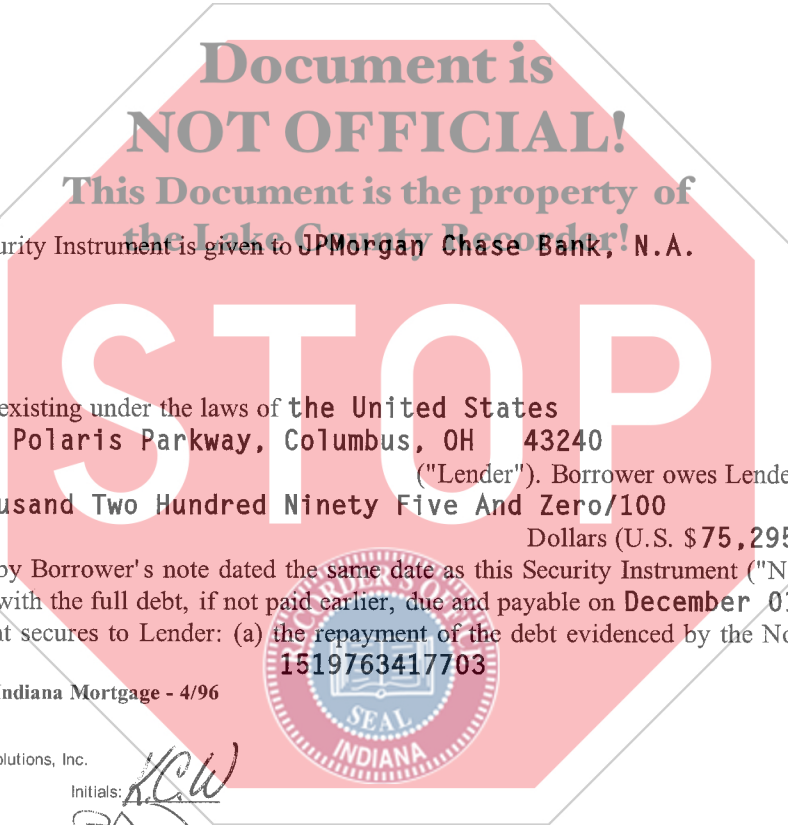 Document is
NOT OFFICIAL!
This Document is the property of
the Lake County Recorder!
urity Instrument is given to JPMorgan Chase Bank, N.A.
STOP
existing under the laws of the United States
Polaris Parkway, Columbus, OH 43240
("Lender"). Borrower owes Lende
usand Two Hundred Ninety Five And Zero/100
Dollars (U.S. $75,295
by Borrower's note dated the same date as this Security Instrument ("N
with the full debt, if not paid earlier, due and payable on December 01
t secures to Lender: (a) the repayment of the debt evidenced by the No
1519763417703
RECORDER'S
SEAL
INDIANA
Indiana Mortgage - 4/96
olutions, Inc.
Initials: K.C.W